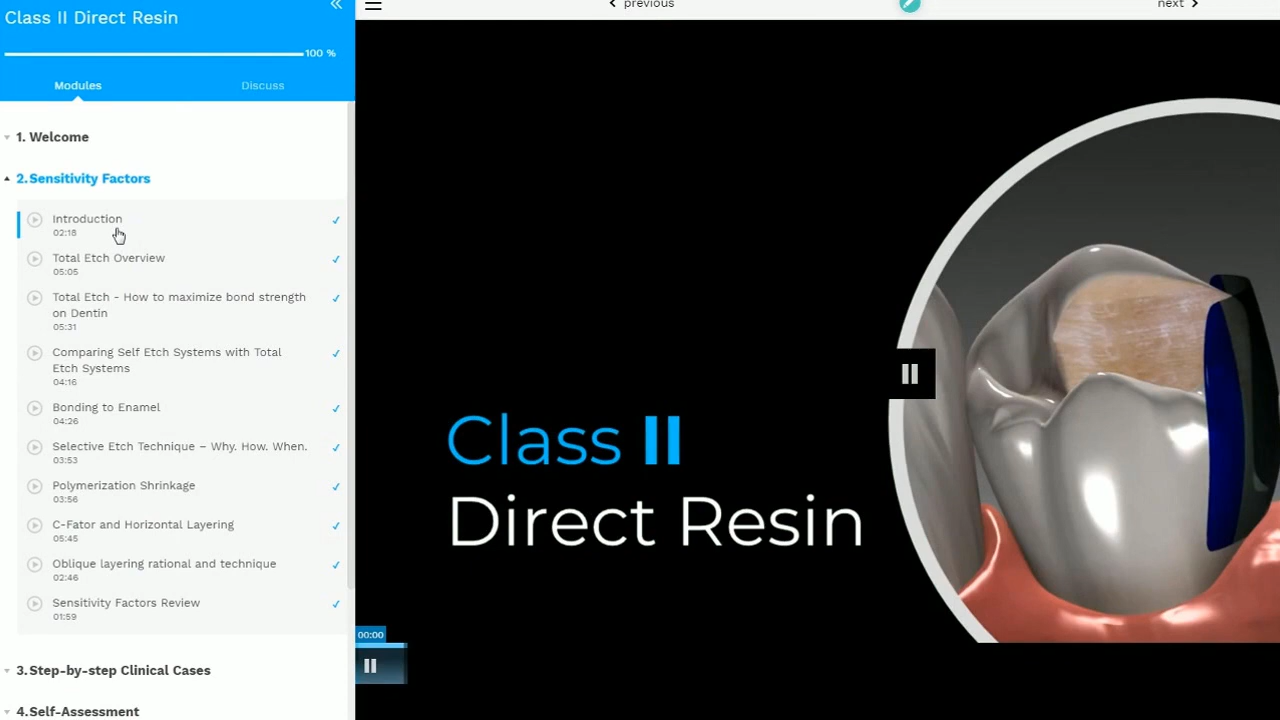 Class II Direct Resin
100 %
Modules
Discuss
1. Welcome
2.Sensitivity Factors
Introduction
02:18
Total Etch Overview
05:05
Total Etch - How to maximize bond strength
on Dentin
05:31
Comparing Self Etch Systems with Total
Etch Systems
04:16
Bonding to Enamel
04:26
Selective Etch Technique – Why. How. When.
03:53
Polymerization Shrinkage
03:56
C-Fator and Horizontal Layering
05:45
Oblique layering rational and technique
02:46
Sensitivity Factors Review
01:59
3.Step-by-step Clinical Cases
4.Self-Assessment
previous
next
Class II
Direct Resin
00:00